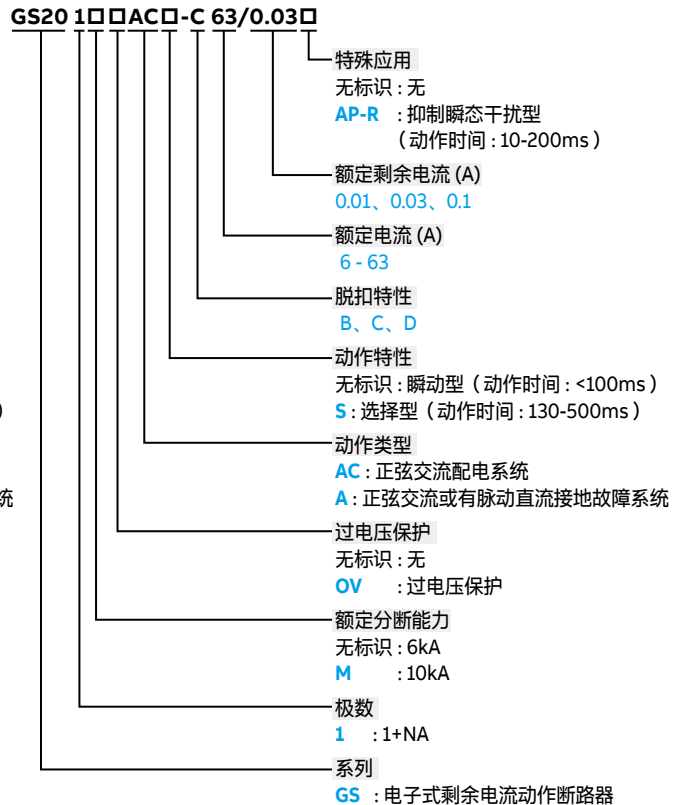 GS20 1□□AC□-C 63/0.03□
特殊应用
无标识 : 无
AP-R : 抑制瞬态干扰型
（动作时间 : 10-200ms）
额定剩余电流 (A)
0.01、0.03、0.1
额定电流 (A)
6 - 63
脱扣特性
B、C、D
动作特性
无标识 : 瞬动型（动作时间 : <100ms）
S : 选择型（动作时间 : 130-500ms）
）
动作类型
AC : 正弦交流配电系统
统
A : 正弦交流或有脉动直流接地故障系统
过电压保护
无标识 : 无
OV : 过电压保护
额定分断能力
无标识 : 6kA
M : 10kA
极数
1 : 1+NA
系列
GS : 电子式剩余电流动作断路器